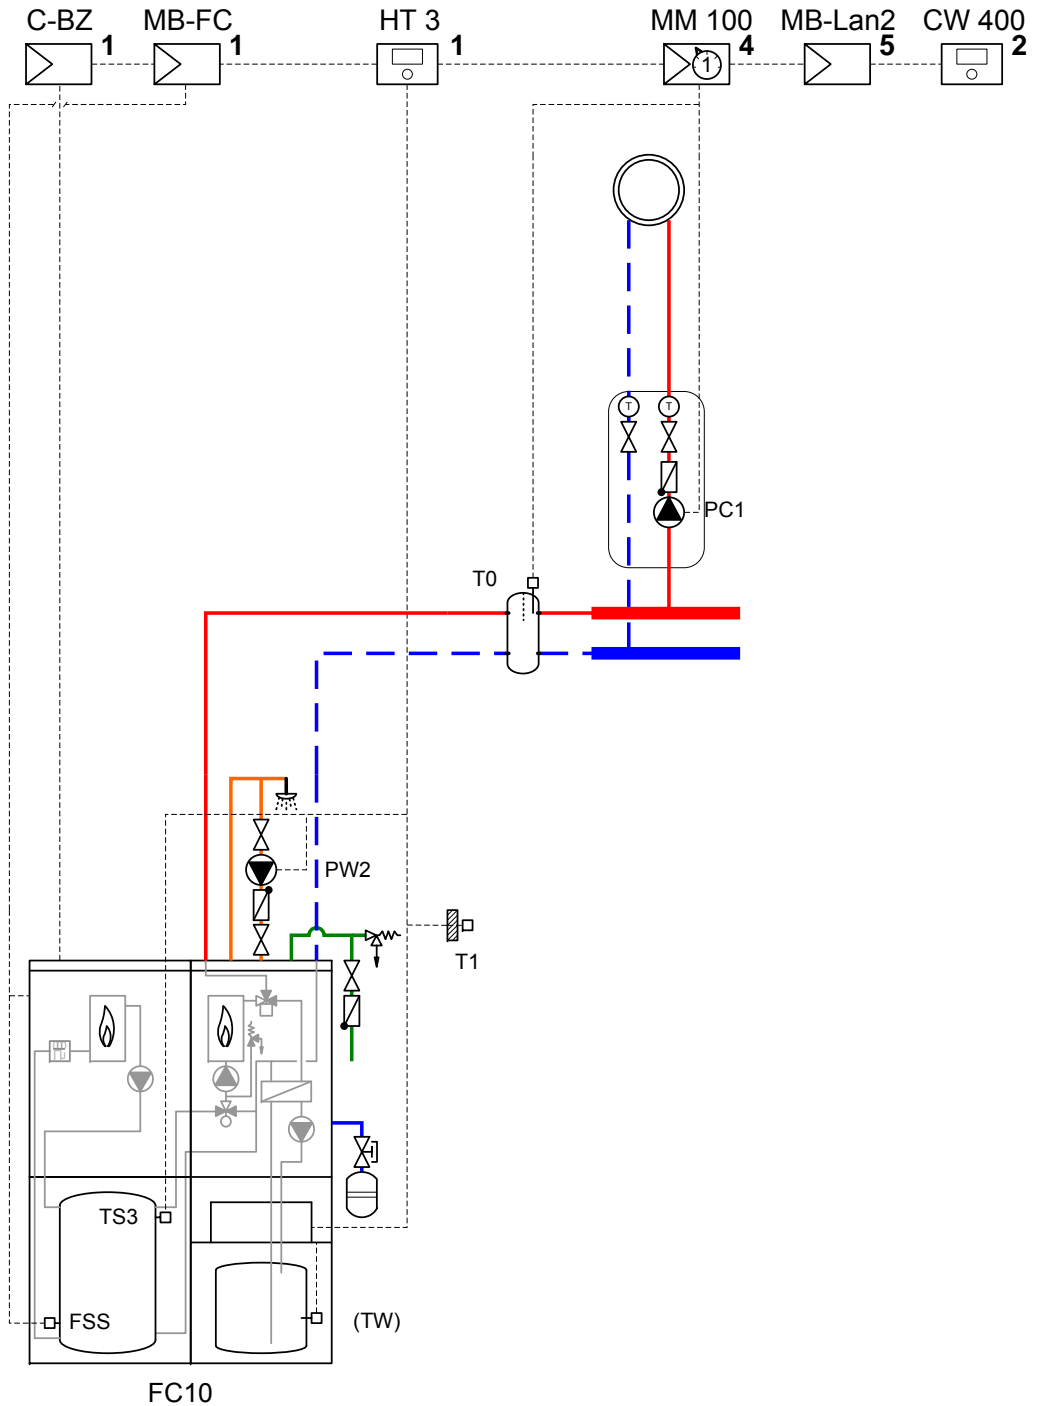 C-BZ MB-FC HT 3 MM 100 MB-Lan2 CW 400
1 1 1 4 5 2
1
T T
PC1
T0
PW2
T1
TS3
FSS (TW)
FC10